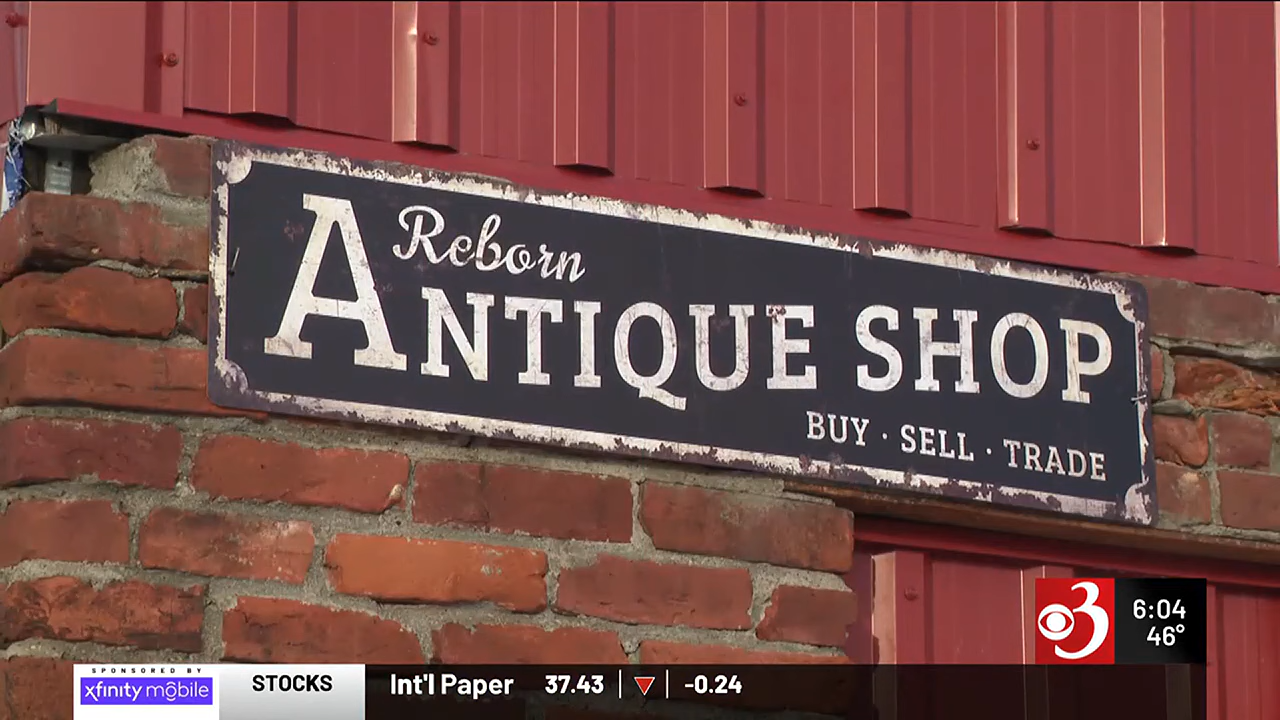 Reborn
ANTIQUE SHOP
BUY · SELL · TRADE
3
6:04
46°
SPONSORED BY
xfinity mobile
STOCKS
Int'l Paper 37.43 -0.24